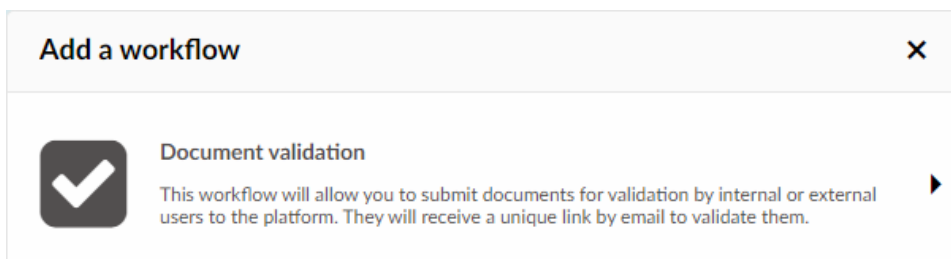 Add a workflow
Document validation
This workflow will allow you to submit documents for validation by internal or external
users to the platform. They will receive a unique link by email to validate them.